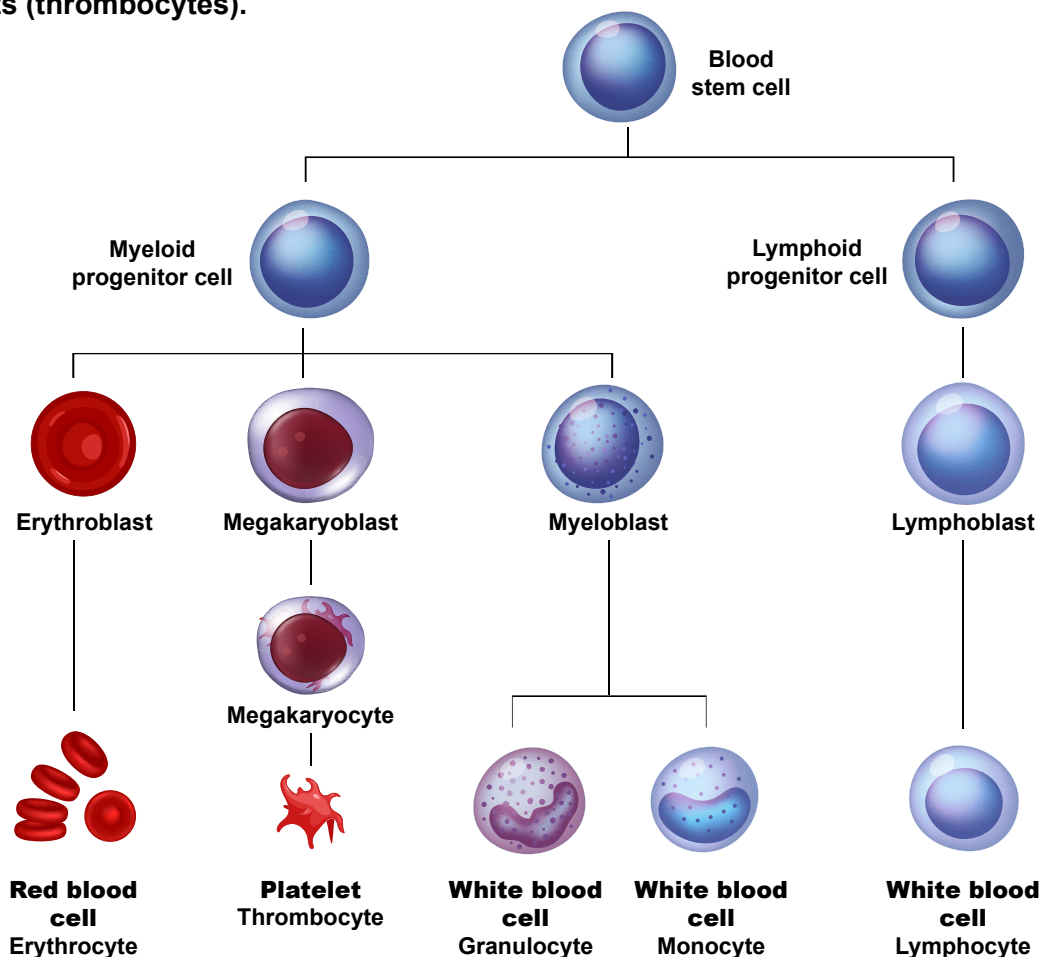 (thrombocytes).
Blood
stem cell
Myeloid
progenitor cell
Lymphoid
progenitor cell
Erythroblast
Megakaryoblast
Myeloblast
Lymphoblast
Megakaryocyte
Red blood
cell
Erythrocyte
Platelet
Thrombocyte
White blood
cell
Granulocyte
White blood
cell
Monocyte
White blood
cell
Lymphocyte